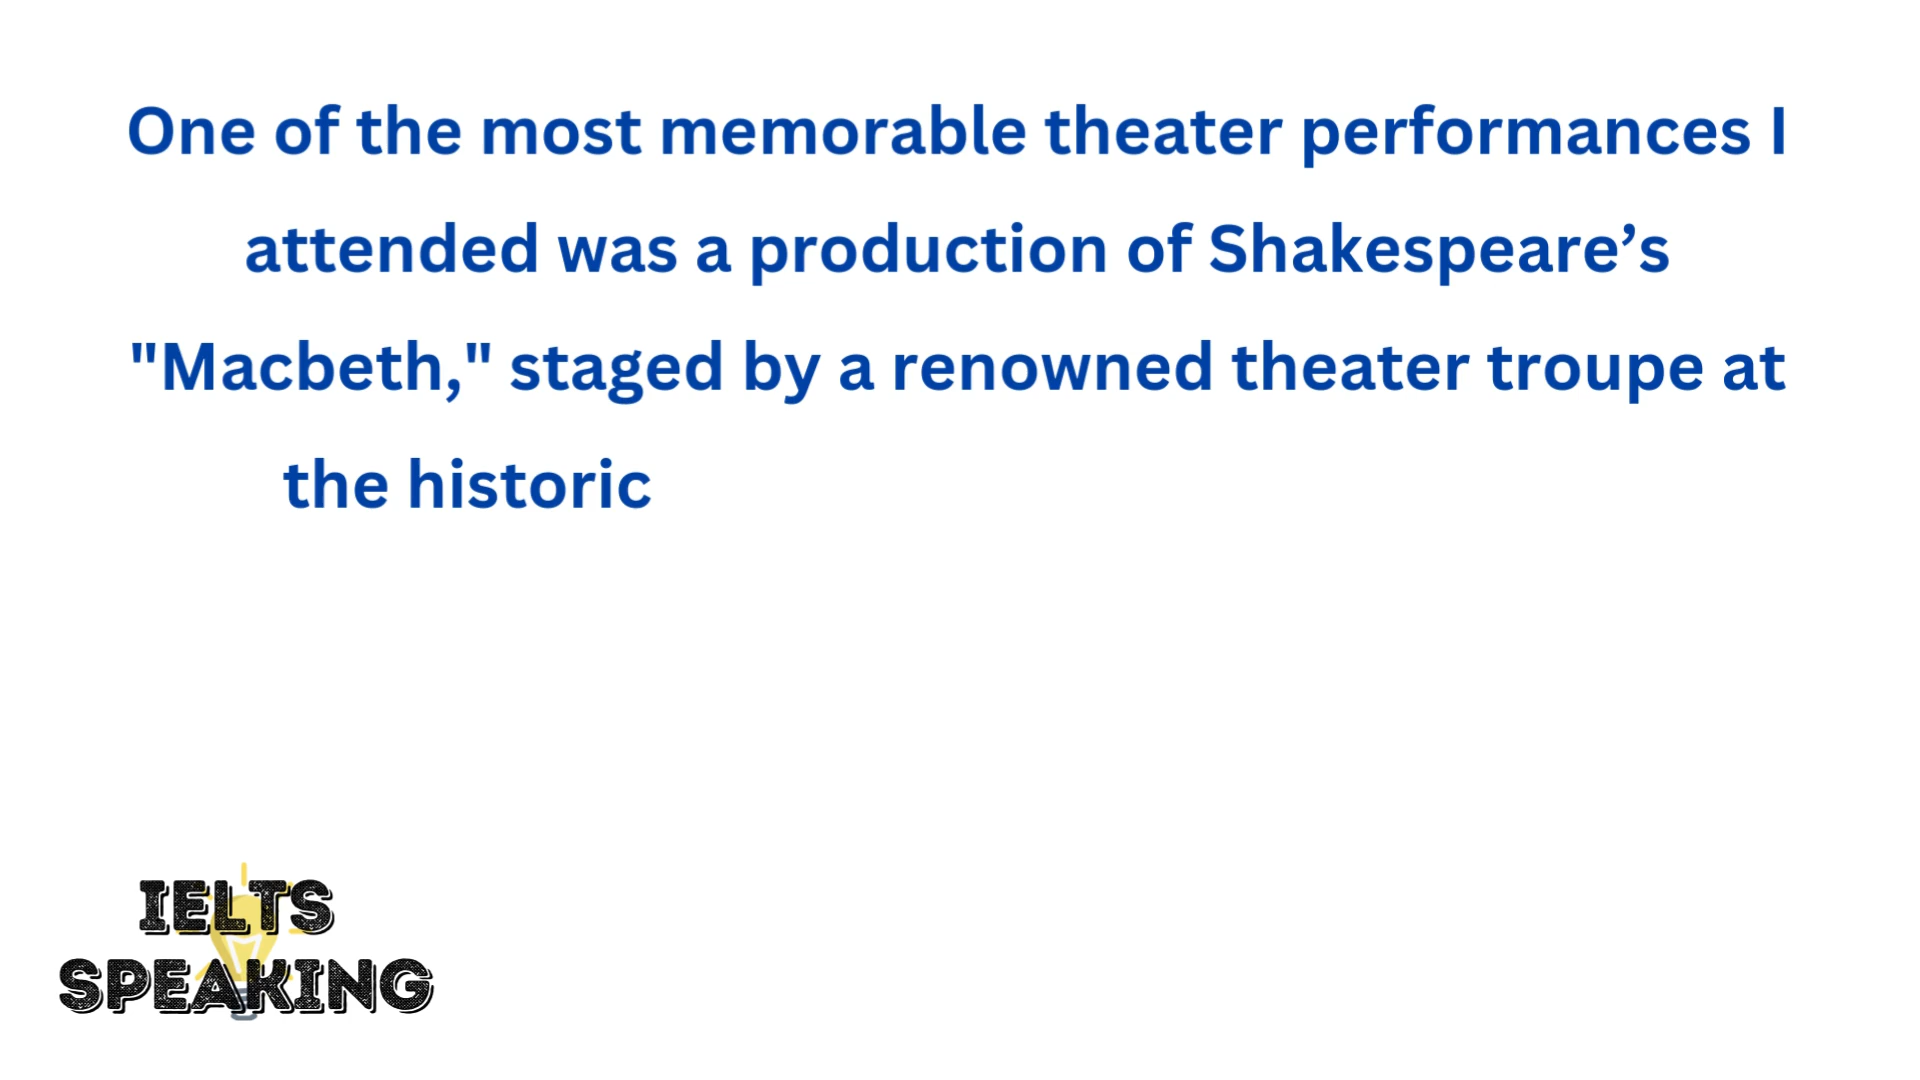 One of the most memorable theater performances I
attended was a production of Shakespeare’s
"Macbeth," staged by a renowned theater troupe at
the historic
IELTS
SPEAKING